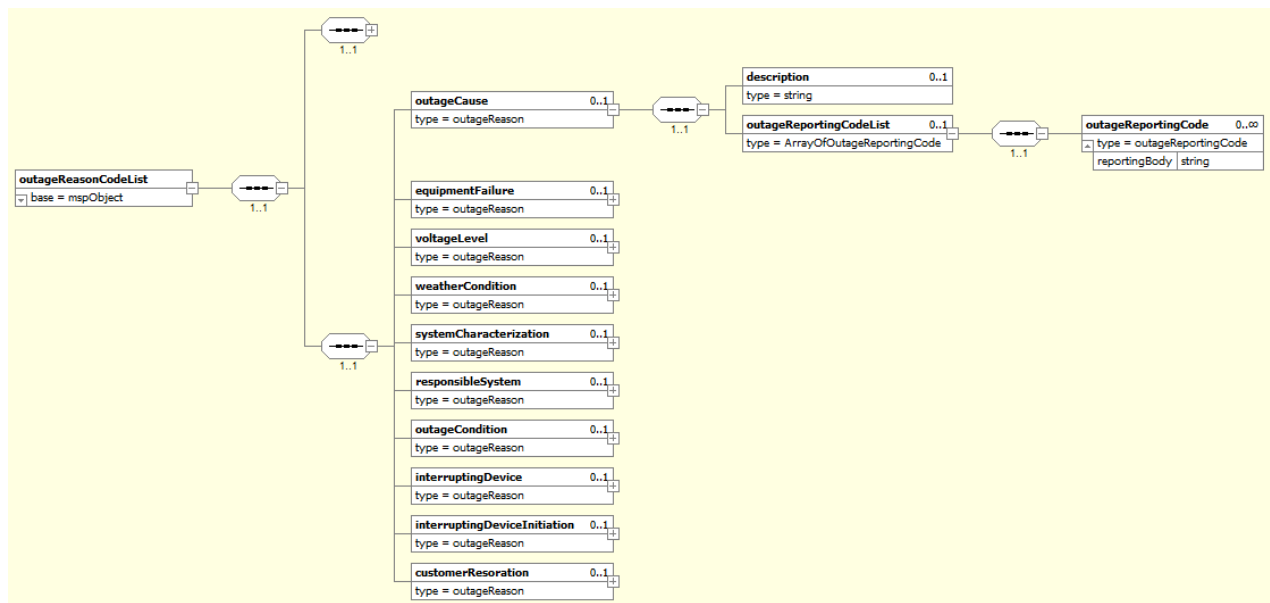 1..1
description 0..1
type = string
outageCause 0..1
type = outageReason
1..1
outageReportingCodeList 0..1
type = ArrayOfOutageReportingCode
1..1
outageReportingCode 0..∞
type = outageReportingCode
reportingBody string
outageReasonCodeList
base = mspObject
1..1
equipmentFailure 0..1
type = outageReason
voltageLevel 0..1
type = outageReason
weatherCondition 0..1
type = outageReason
systemCharacterization 0..1
type = outageReason
1..1
responsibleSystem 0..1
type = outageReason
outageCondition 0..1
type = outageReason
interruptingDevice 0..1
type = outageReason
interruptingDeviceInitiation 0..1
type = outageReason
customerResoration 0..1
type = outageReason